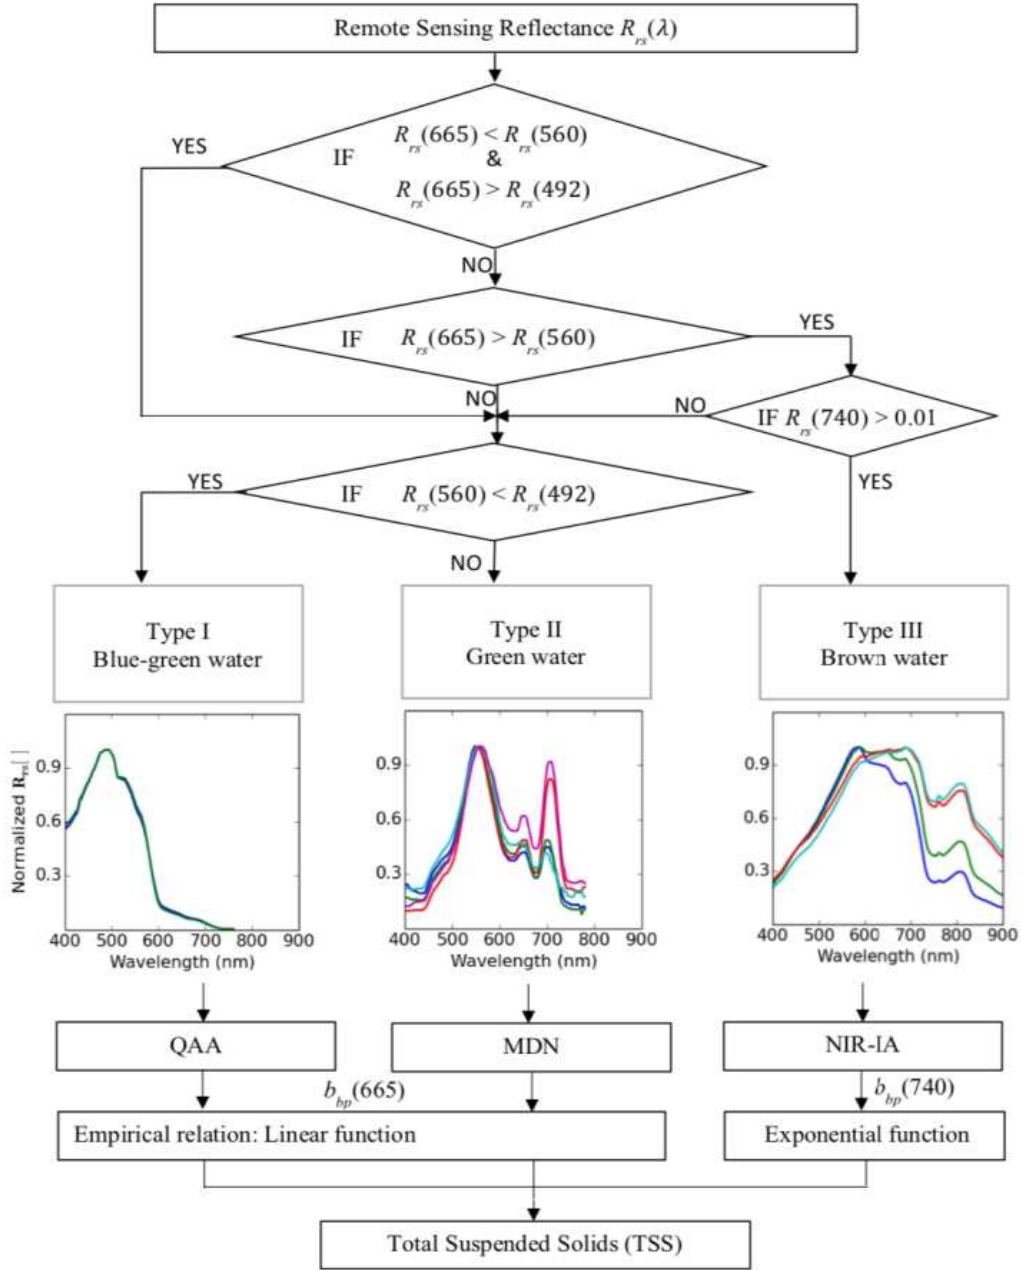 Remote Sensing Reflectance Rrs(λ)
YES
IF
Rrs(665) < Rrs(560)
&
Rrs(665) > Rrs(492)
NO
IF Rrs(665) > Rrs(560)
YES
NO
NO
IF Rrs(740) > 0.01
YES
IF Rrs(560) < Rrs(492)
YES
NO
Type I
Blue-green water
Type II
Green water
Type III
Brown water
Normalized Rrs[ ]
0.9
0.6
0.3
400 500 600 700 800 900
Wavelength (nm)
0.9
0.6
0.3
400 500 600 700 800 900
Wavelength (nm)
0.9
0.6
0.3
400 500 600 700 800 900
Wavelength (nm)
QAA
MDN
NIR-IA
bbp(665)
bbp(740)
Empirical relation: Linear function
Exponential function
Total Suspended Solids (TSS)